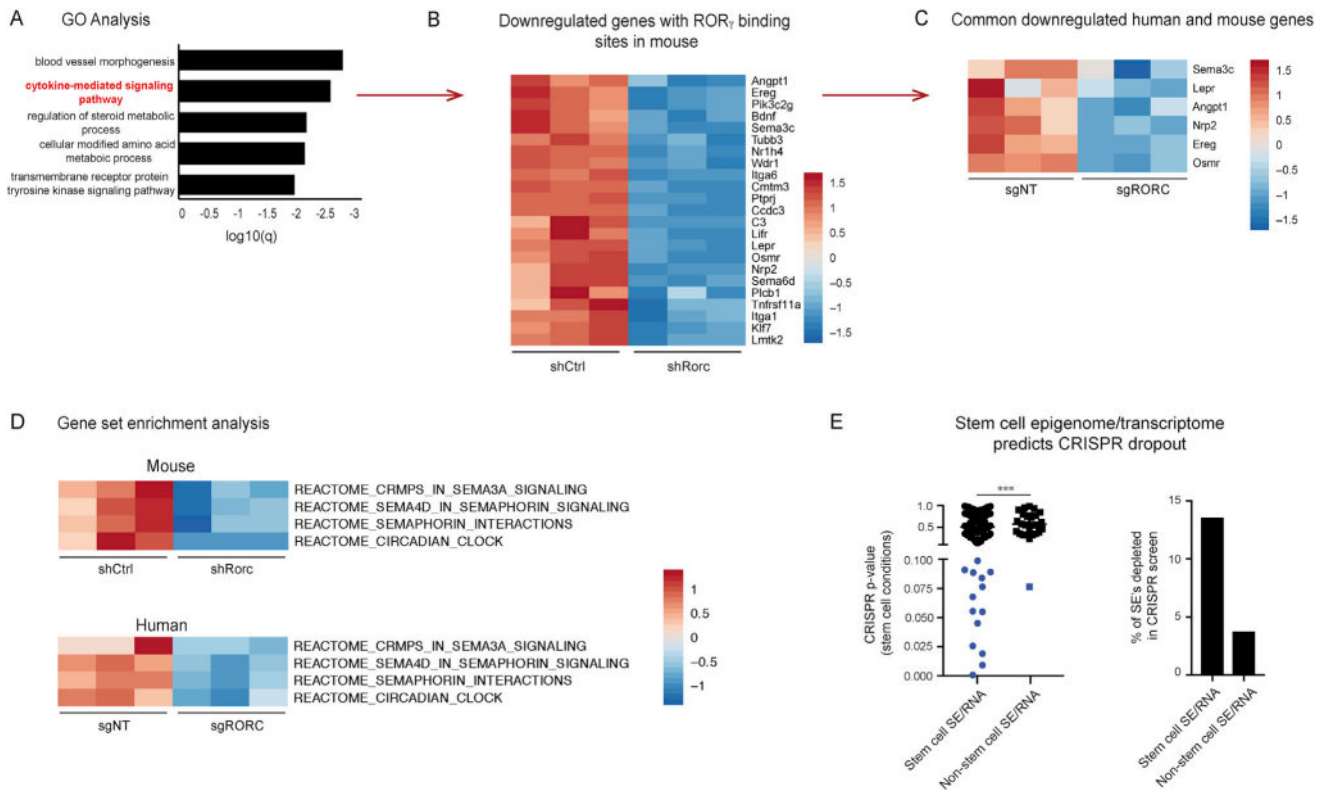 A
GO Analysis
blood vessel morphogenesis
cytokine-mediated signaling
pathway
regulation of steroid metabolic
process
cellular modified amino acid
metaboic process
transmembrane receptor protein
tryrosine kinase signaling pathway
0 -0.5 -1 -1.5 -2 -2.5 -3
log10(q)
B
Downregulated genes with RORγ binding
sites in mouse
Angpt1
Ereg
Pik3c2g
Bdnf
Sema3c
Tubb3
Nr1h4
Wdr1
Itga6
Cmtm3
Ptprj
Ccdc3
C3
Lifr
Lepr
Osmr
Nrp2
Sema6d
Plcb1
Tnfrsf11a
Itga1
Klf7
Lmtk2
shCtrl
shRorc
1.5
1
0.5
0
−0.5
−1
−1.5
C
Common downregulated human and mouse genes
Sema3c
Lepr
Angpt1
Nrp2
Ereg
Osmr
sgNT
sgRORC
1.5
1
0.5
0
−0.5
−1
−1.5
D
Gene set enrichment analysis
Mouse
REACTOME_CRMPS_IN_SEMA3A_SIGNALING
REACTOME_SEMA4D_IN_SEMAPHORIN_SIGNALING
REACTOME_SEMAPHORIN_INTERACTIONS
REACTOME_CIRCADIAN_CLOCK
shCtrl
shRorc
Human
REACTOME_CRMPS_IN_SEMA3A_SIGNALING
REACTOME_SEMA4D_IN_SEMAPHORIN_SIGNALING
REACTOME_SEMAPHORIN_INTERACTIONS
REACTOME_CIRCADIAN_CLOCK
sgNT
sgRORC
1
0.5
0
−0.5
−1
E
Stem cell epigenome/transcriptome
predicts CRISPR dropout
***
CRISPR p-value
(stem cell conditions)
1.0
0.5
0.100
0.075
0.050
0.025
0.000
Stem cell SE/RNA
Non-stem cell SE/RNA
% of SE's depleted
in CRISPR screen
15
10
5
0
Stem cell SE/RNA
Non-stem cell SE/RNA